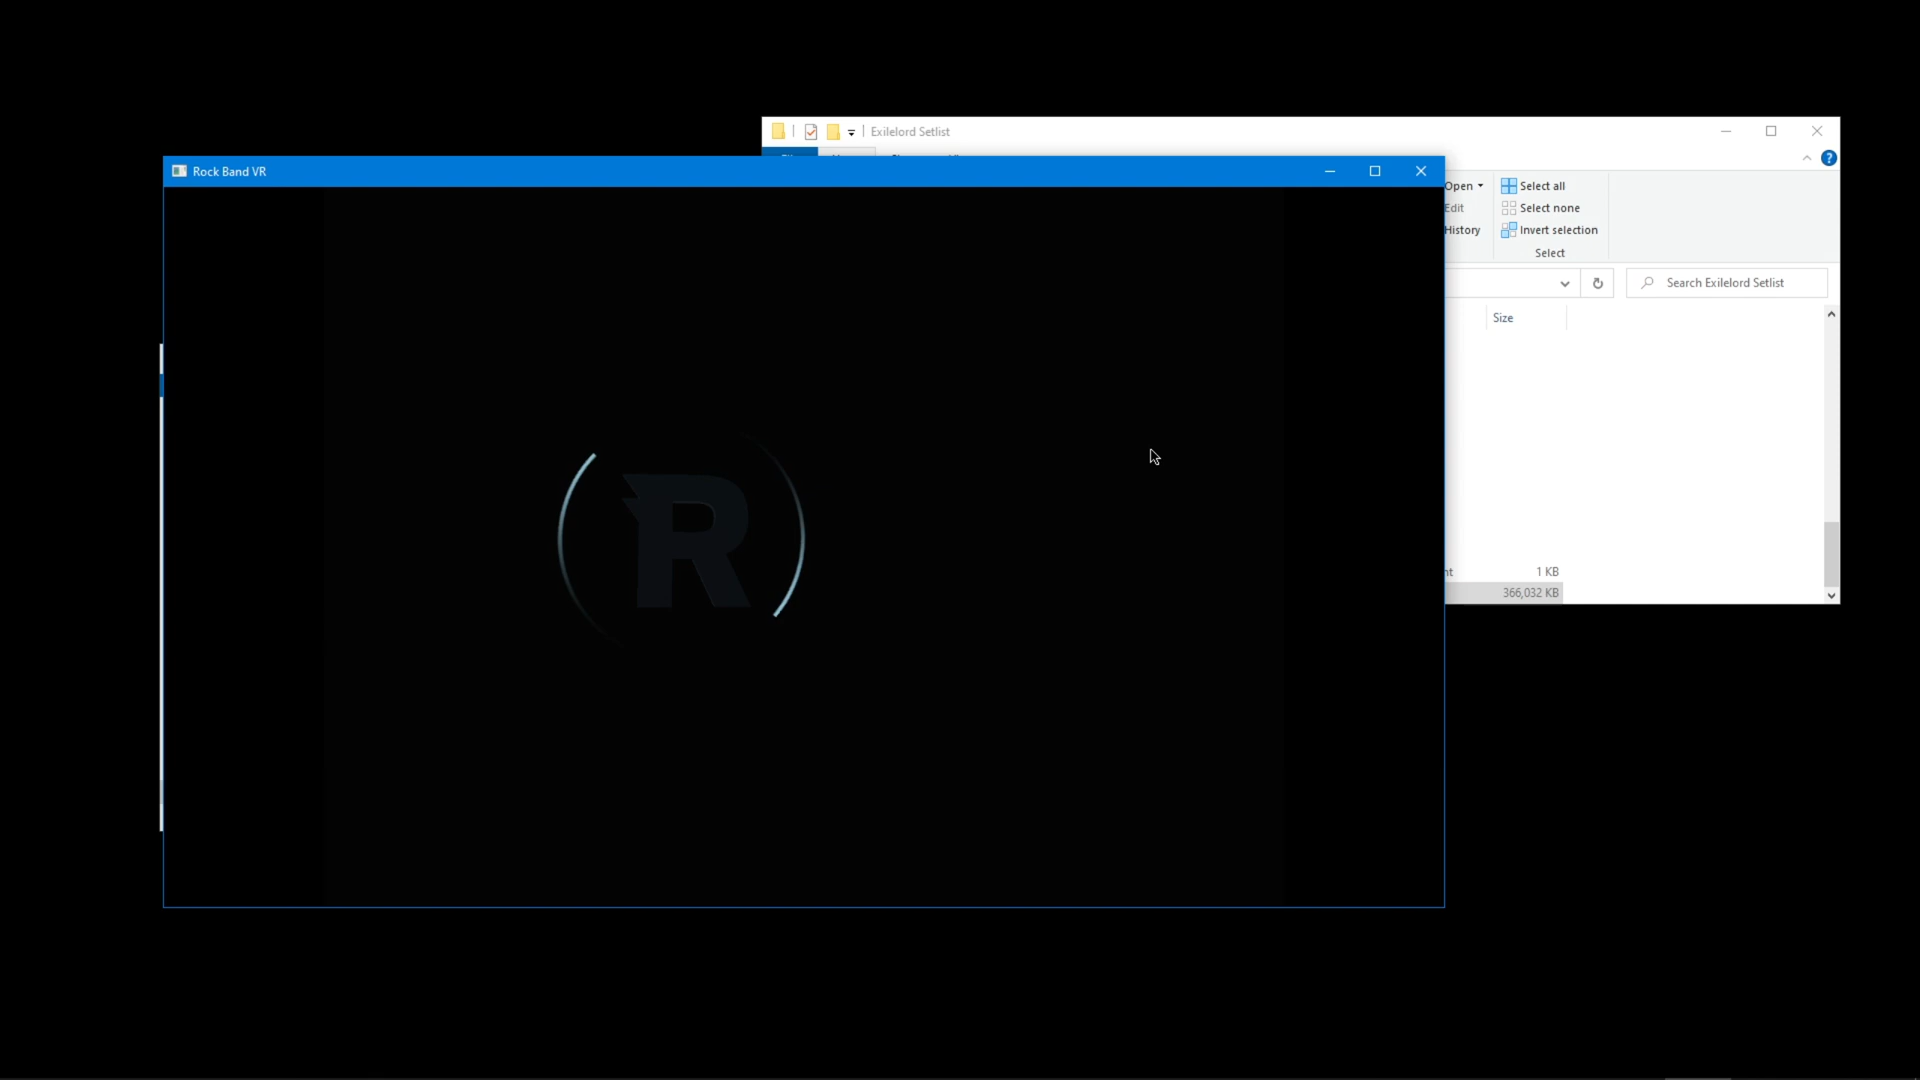 Exilelord Setlist
Rock Band VR
Open
Select all
Edit
Select none
History
Invert selection
Select
Search Exilelord Setlist
Size
R
1 KB
366,032 KB